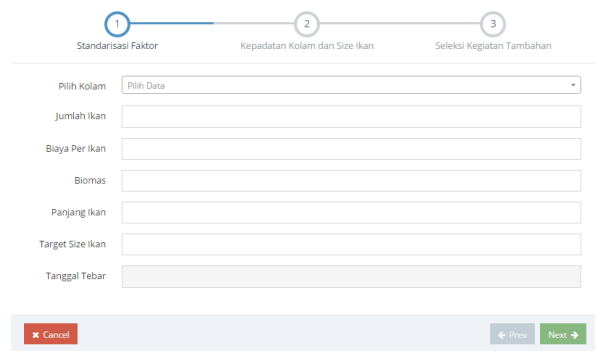 1 2 3
Standarisasi Faktor Kepadatan Kolam dan Size Ikan Seleksi Kegiatan Tambahan
Pilih Kolam Pilih Data
Jumlah Ikan
Biaya Per Ikan
Biomas
Panjang Ikan
Target Size Ikan
Tanggal Tebar
Cancel Prev Next